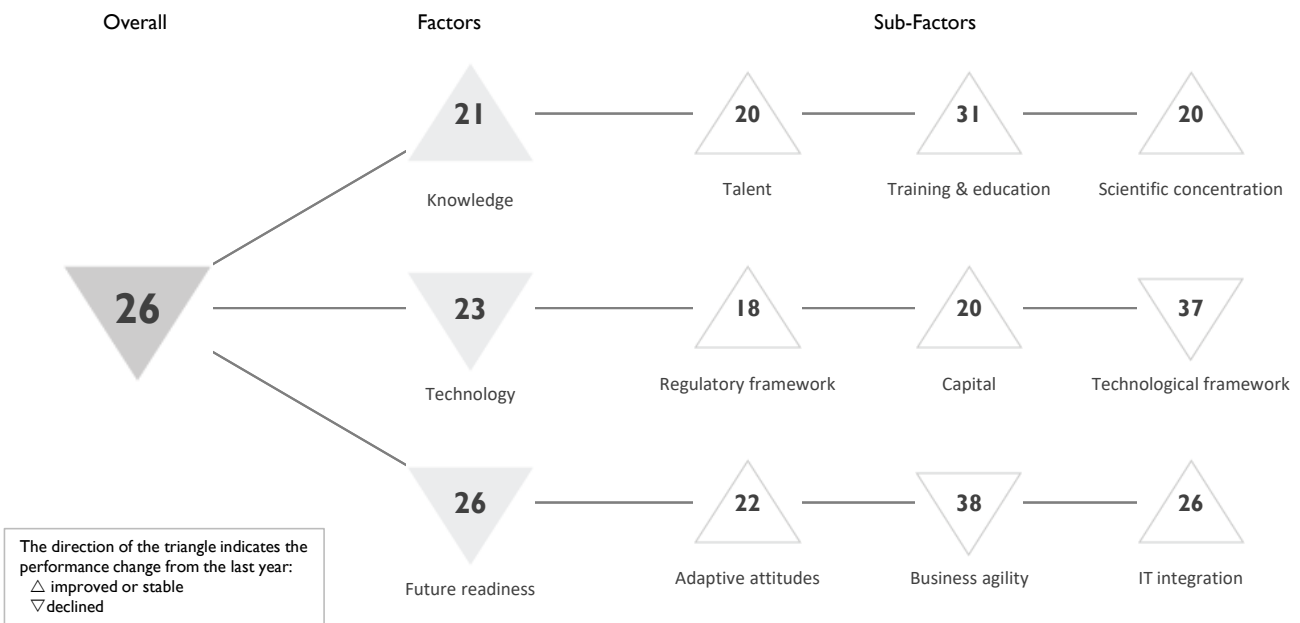 Overall Factors Sub-Factors
21 20 31 20
Knowledge Talent Training & education Scientific concentration
26 23 18 20 37
Technology Regulatory framework Capital Technological framework
26 22 38 26
Future readiness Adaptive attitudes Business agility IT integration
The direction of the triangle indicates the
performance change from the last year:
△ improved or stable
▽ declined